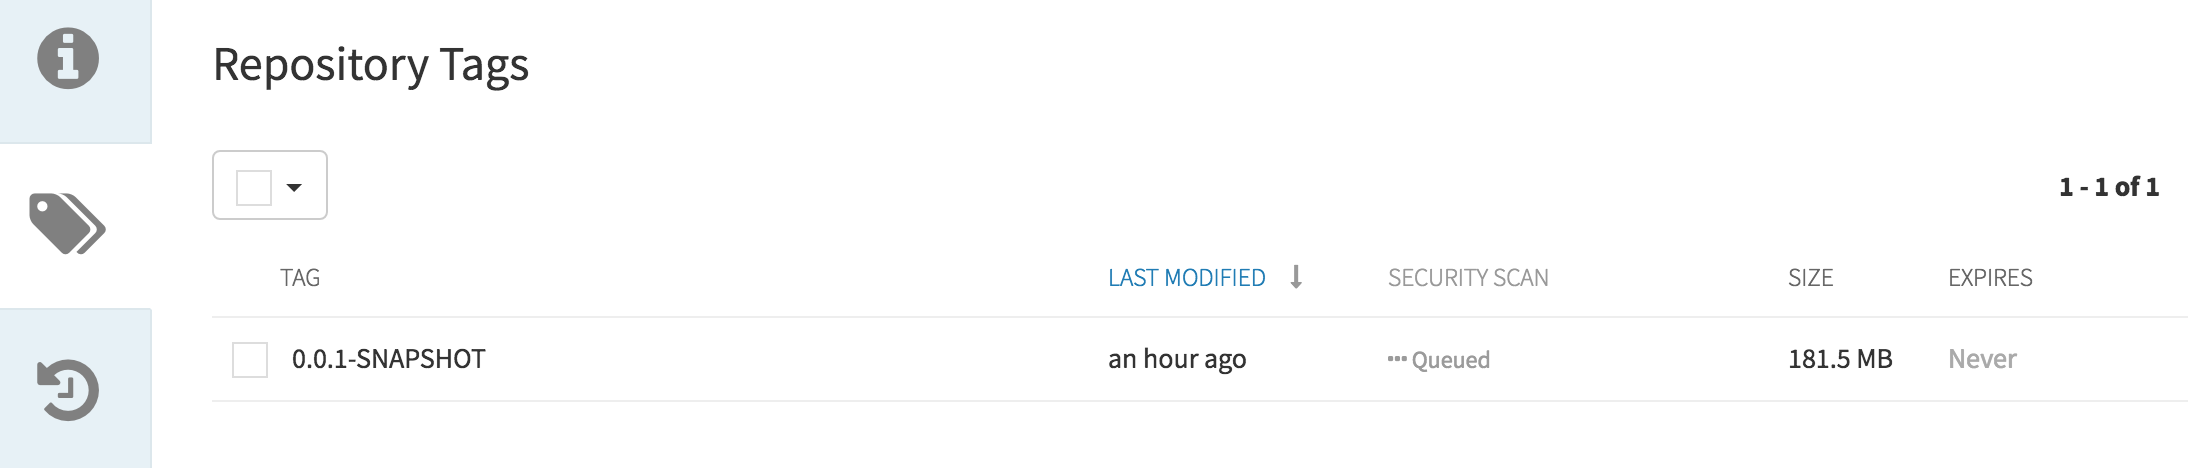 Repository Tags
1 - 1 of 1
TAG LAST MODIFIED SECURITY SCAN SIZE EXPIRES
0.0.1-SNAPSHOT an hour ago Queued 181.5 MB Never